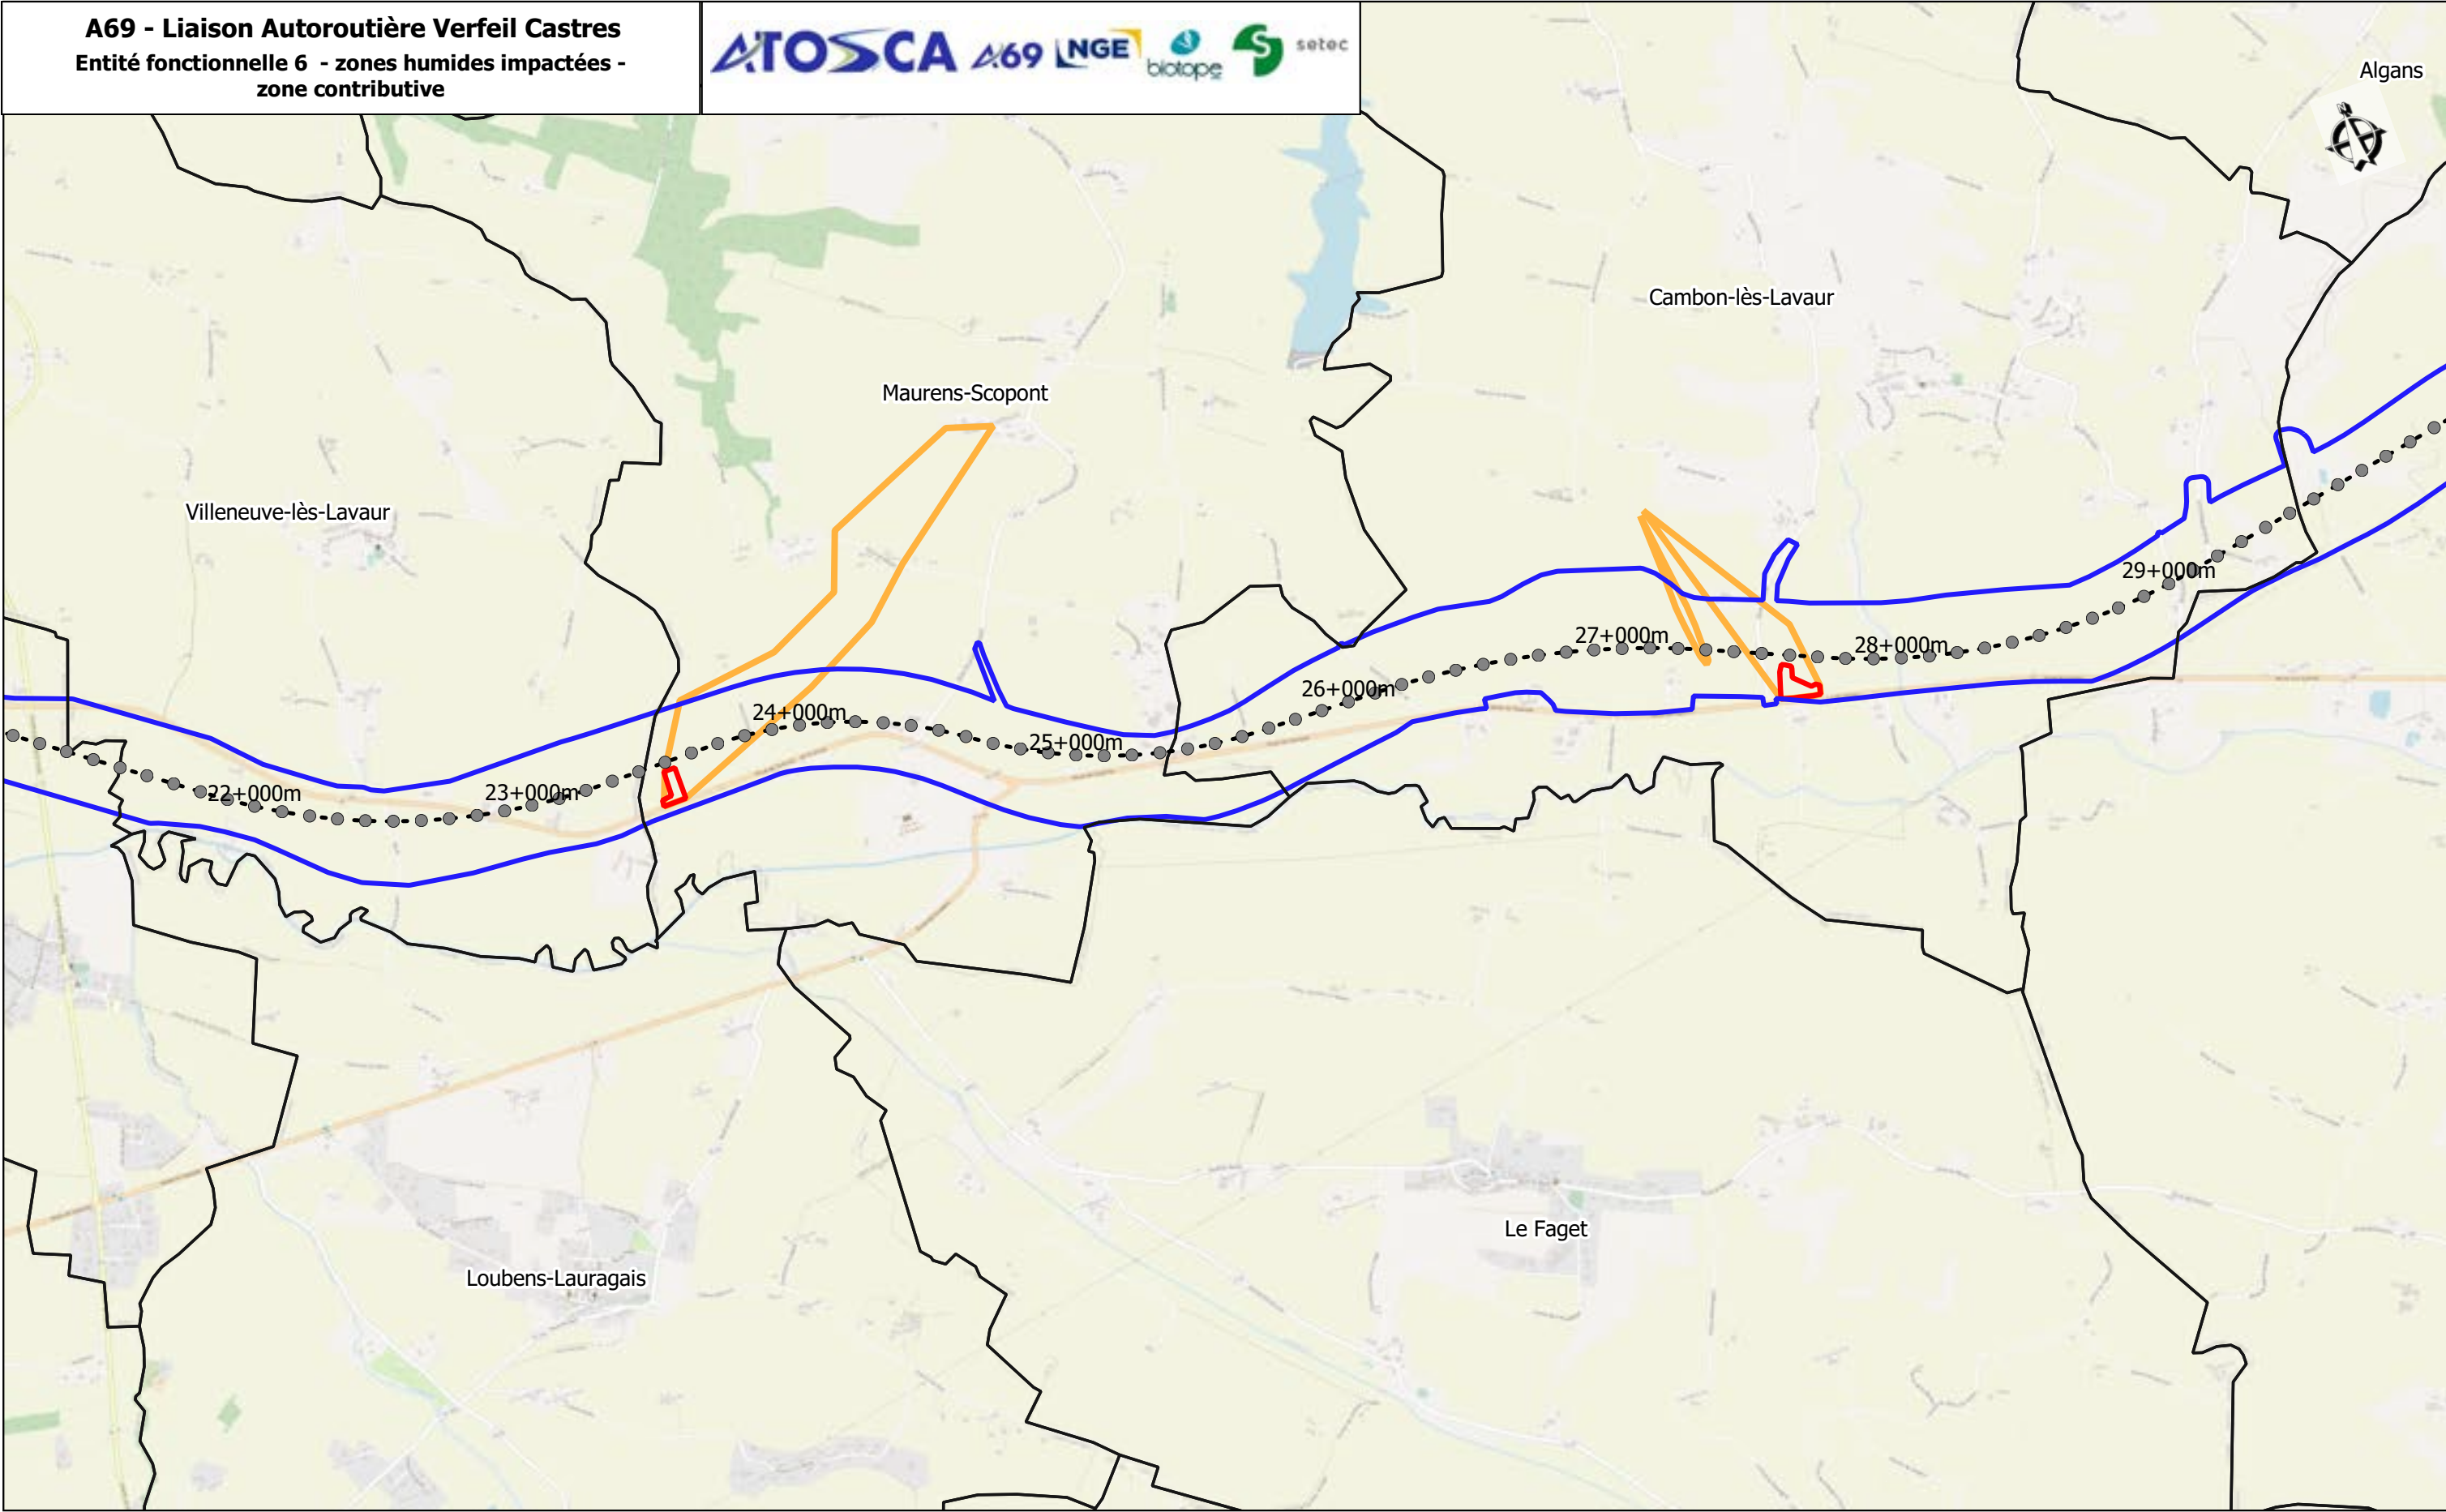 A69 - Liaison Autoroutière Verfeil Castres
Entité fonctionnelle 6 - zones humides impactées -
zone contributive
ATOSCA A69 NGE biotope setec
Algans
Cambon-lès-Lavaur
Maurens-Scopont
Villeneuve-lès-Lavaur
29+000m
27+000m
28+000m
26+000m
24+000m
25+000m
22+000m
23+000m
Le Faget
Loubens-Lauragais